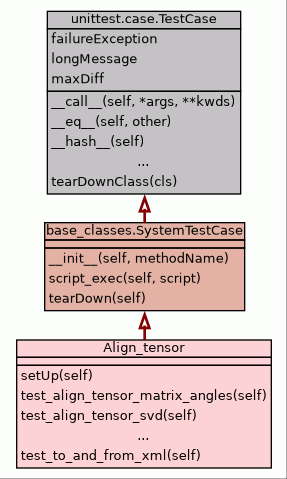 unittest.case.TestCase
failureException
longMessage
maxDiff
__call__(self, *args, **kwds)
__eq__(self, other)
__hash__(self)
...
tearDownClass(cls)
base_classes.SystemTestCase
__init__(self, methodName)
script_exec(self, script)
tearDown(self)
Align_tensor
setUp(self)
test_align_tensor_matrix_angles(self)
test_align_tensor_svd(self)
...
test_to_and_from_xml(self)